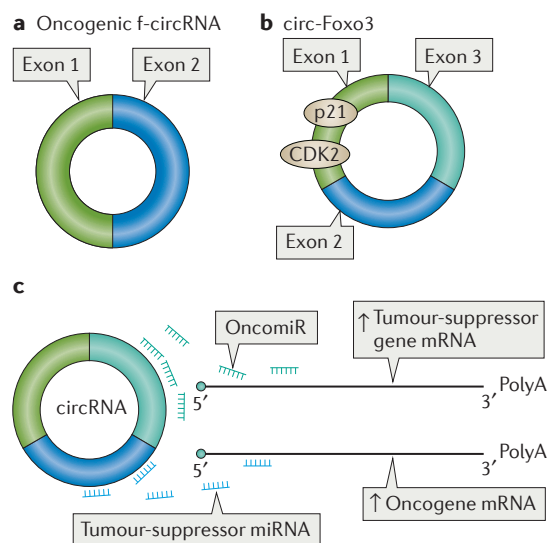 a Oncogenic f-circRNA
Exon 1
Exon 2
b circ-Foxo3
Exon 1
Exon 3
p21
CDK2
Exon 2
c
OncomiR
↑ Tumour-suppressor
gene mRNA
circRNA
5′
3′
PolyA
5′
3′
PolyA
Tumour-suppressor miRNA
↑ Oncogene mRNA